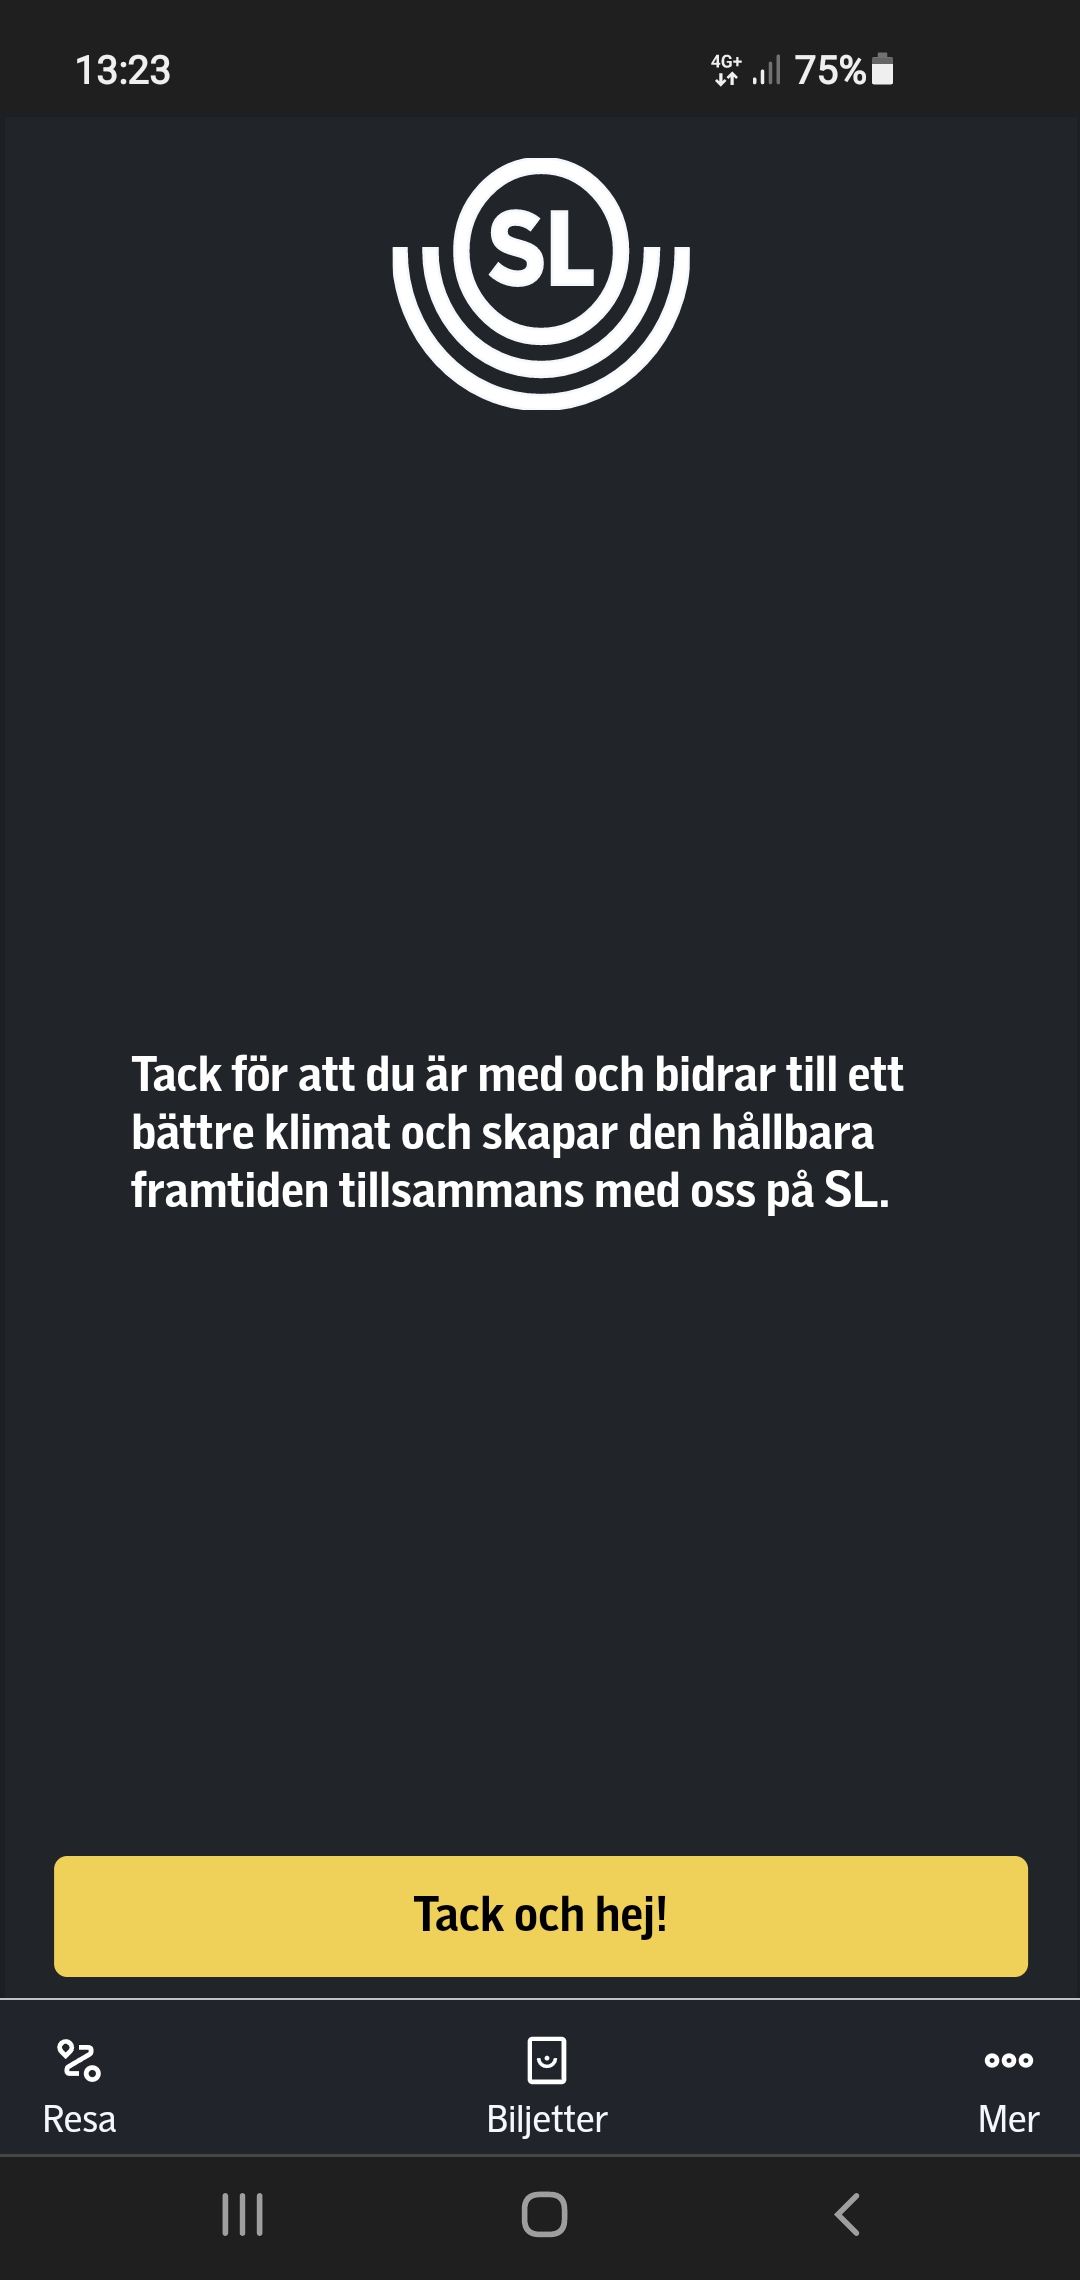 13:23
4G+ 75%
SL
Tack för att du är med och bidrar till ett
bättre klimat och skapar den hållbara
framtiden tillsammans med oss på SL.
Tack och hej!
Resa Biljetter Mer